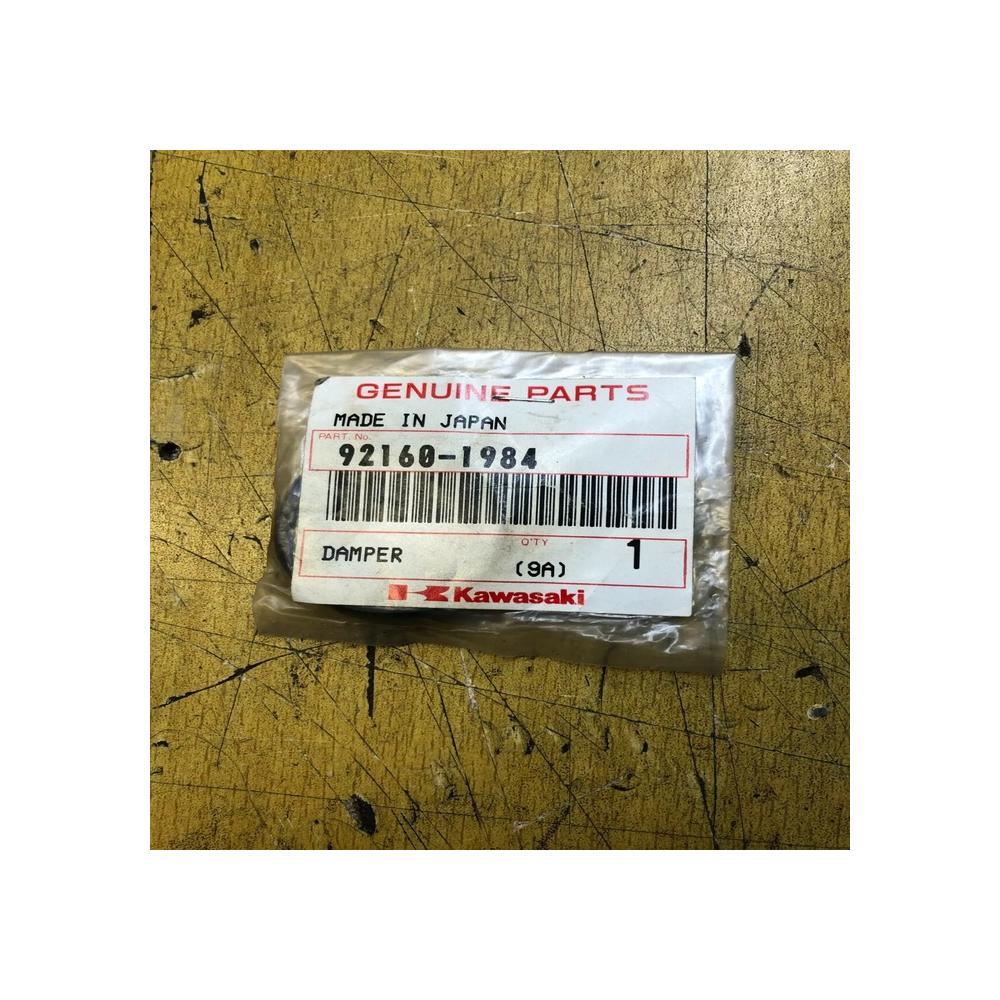 GENUINE PARTS
MADE IN JAPAN
PART. No.
92160-1984
Q'TY
DAMPER (9A) 1
Kawasaki